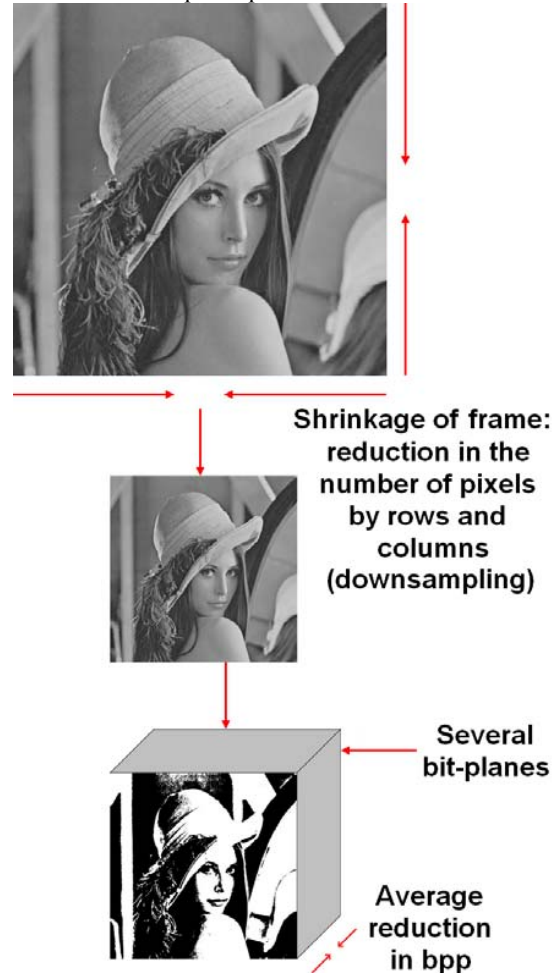 Shrinkage of frame:
reduction in the
number of pixels
by rows and
columns
(downsampling)
Several
bit-planes
Average
reduction
in bpp